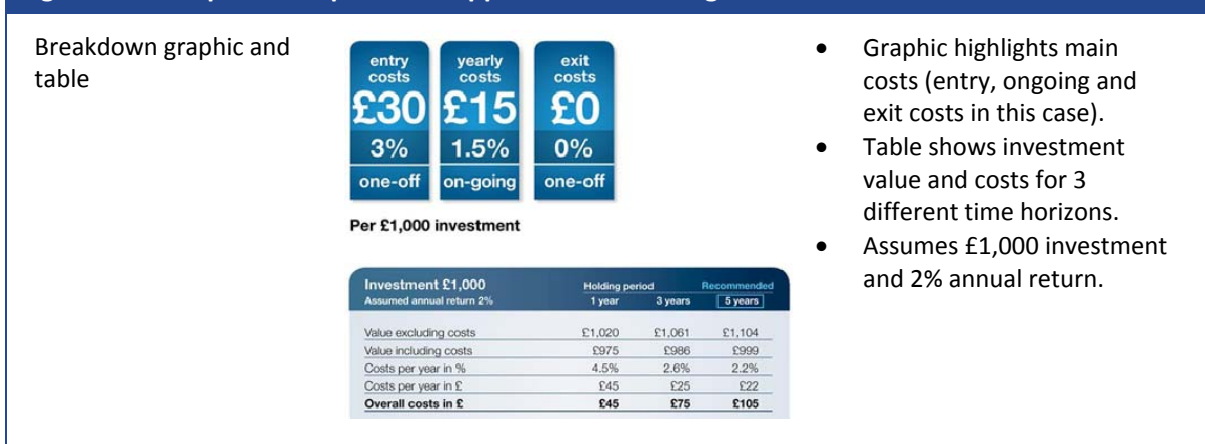 Breakdown graphic and
table
entry costs
£30
3%
one-off
yearly costs
£15
1.5%
on-going
exit costs
£0
0%
one-off
Per £1,000 investment
Investment £1,000 Holding period Recommended
Assumed annual return 2% 1 year 3 years 5 years
Value excluding costs £1,020 £1,061 £1,104
Value including costs £975 £986 £999
Costs per year in % 4.5% 2.6% 2.2%
Costs per year in £ £45 £25 £22
Overall costs in £ £45 £75 £105
• Graphic highlights main
costs (entry, ongoing and
exit costs in this case).
• Table shows investment
value and costs for 3
different time horizons.
• Assumes £1,000 investment
and 2% annual return.